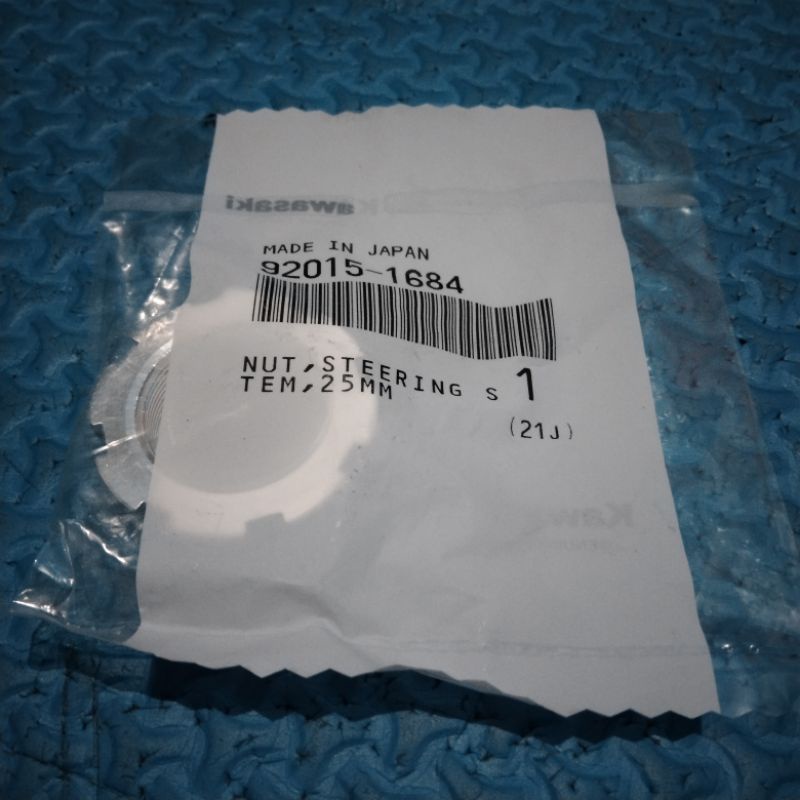 Kawasaki
MADE IN JAPAN
92015-1684
NUT,STEERING S 1
TEM,25MM
(21J)